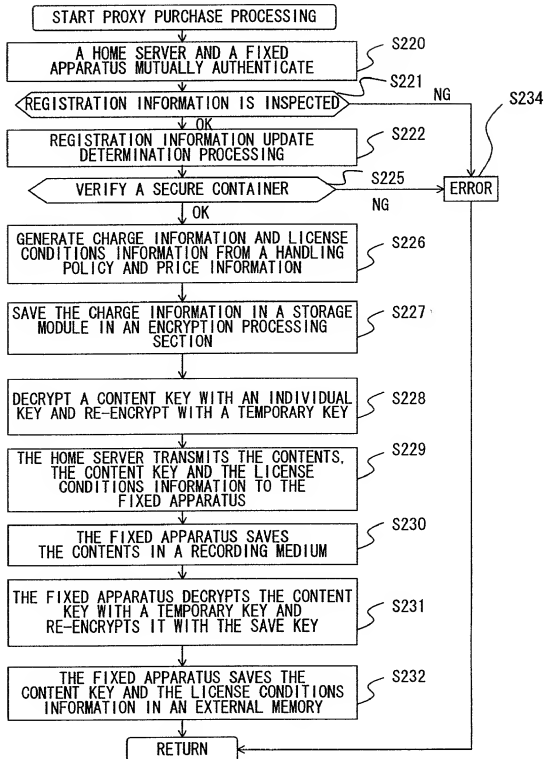 START PROXY PURCHASE PROCESSING
A HOME SERVER AND A FIXED
APPARATUS MUTUALLY AUTHENTICATE
S220
REGISTRATION INFORMATION IS INSPECTED
S221
NG
OK
S234
REGISTRATION INFORMATION UPDATE
DETERMINATION PROCESSING
S222
VERIFY A SECURE CONTAINER
S225
NG
ERROR
OK
GENERATE CHARGE INFORMATION AND LICENSE
CONDITIONS INFORMATION FROM A HANDLING
POLICY AND PRICE INFORMATION
S226
SAVE THE CHARGE INFORMATION IN A STORAGE
MODULE IN AN ENCRYPTION PROCESSING
SECTION
S227
DECRYPT A CONTENT KEY WITH AN INDIVIDUAL
KEY AND RE-ENCRYPT WITH A TEMPORARY KEY
S228
THE HOME SERVER TRANSMITS THE CONTENTS,
THE CONTENT KEY AND THE LICENSE
CONDITIONS INFORMATION TO THE
FIXED APPARATUS
S229
THE FIXED APPARATUS SAVES
THE CONTENTS IN A RECORDING MEDIUM
S230
THE FIXED APPARATUS DECRYPTS THE CONTENT
KEY WITH A TEMPORARY KEY AND
RE-ENCRYPTS IT WITH THE SAVE KEY
S231
THE FIXED APPARATUS SAVES THE
CONTENT KEY AND THE LICENSE CONDITIONS
INFORMATION IN AN EXTERNAL MEMORY
S232
RETURN